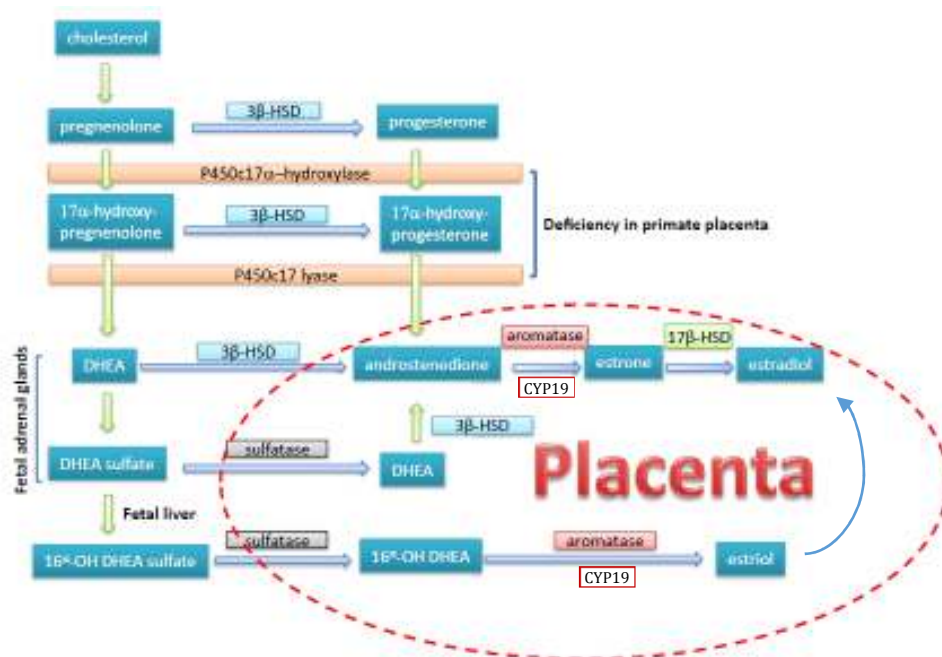 cholesterol
3β-HSD
pregnenolone
progesterone
P450c17α-hydroxylase
17α-hydroxy-
pregnenolone
3β-HSD
17α-hydroxy-
progesterone
Deficiency in primate placenta
P450c17 lyase
Fetal adrenal glands
DHEA
3β-HSD
androstenedione
aromatase
CYP19
estrone
17β-HSD
estradiol
3β-HSD
DHEA sulfate
sulfatase
DHEA
Placenta
Fetal liver
16ᴿ-OH DHEA sulfate
sulfatase
16ᴿ-OH DHEA
aromatase
CYP19
estriol